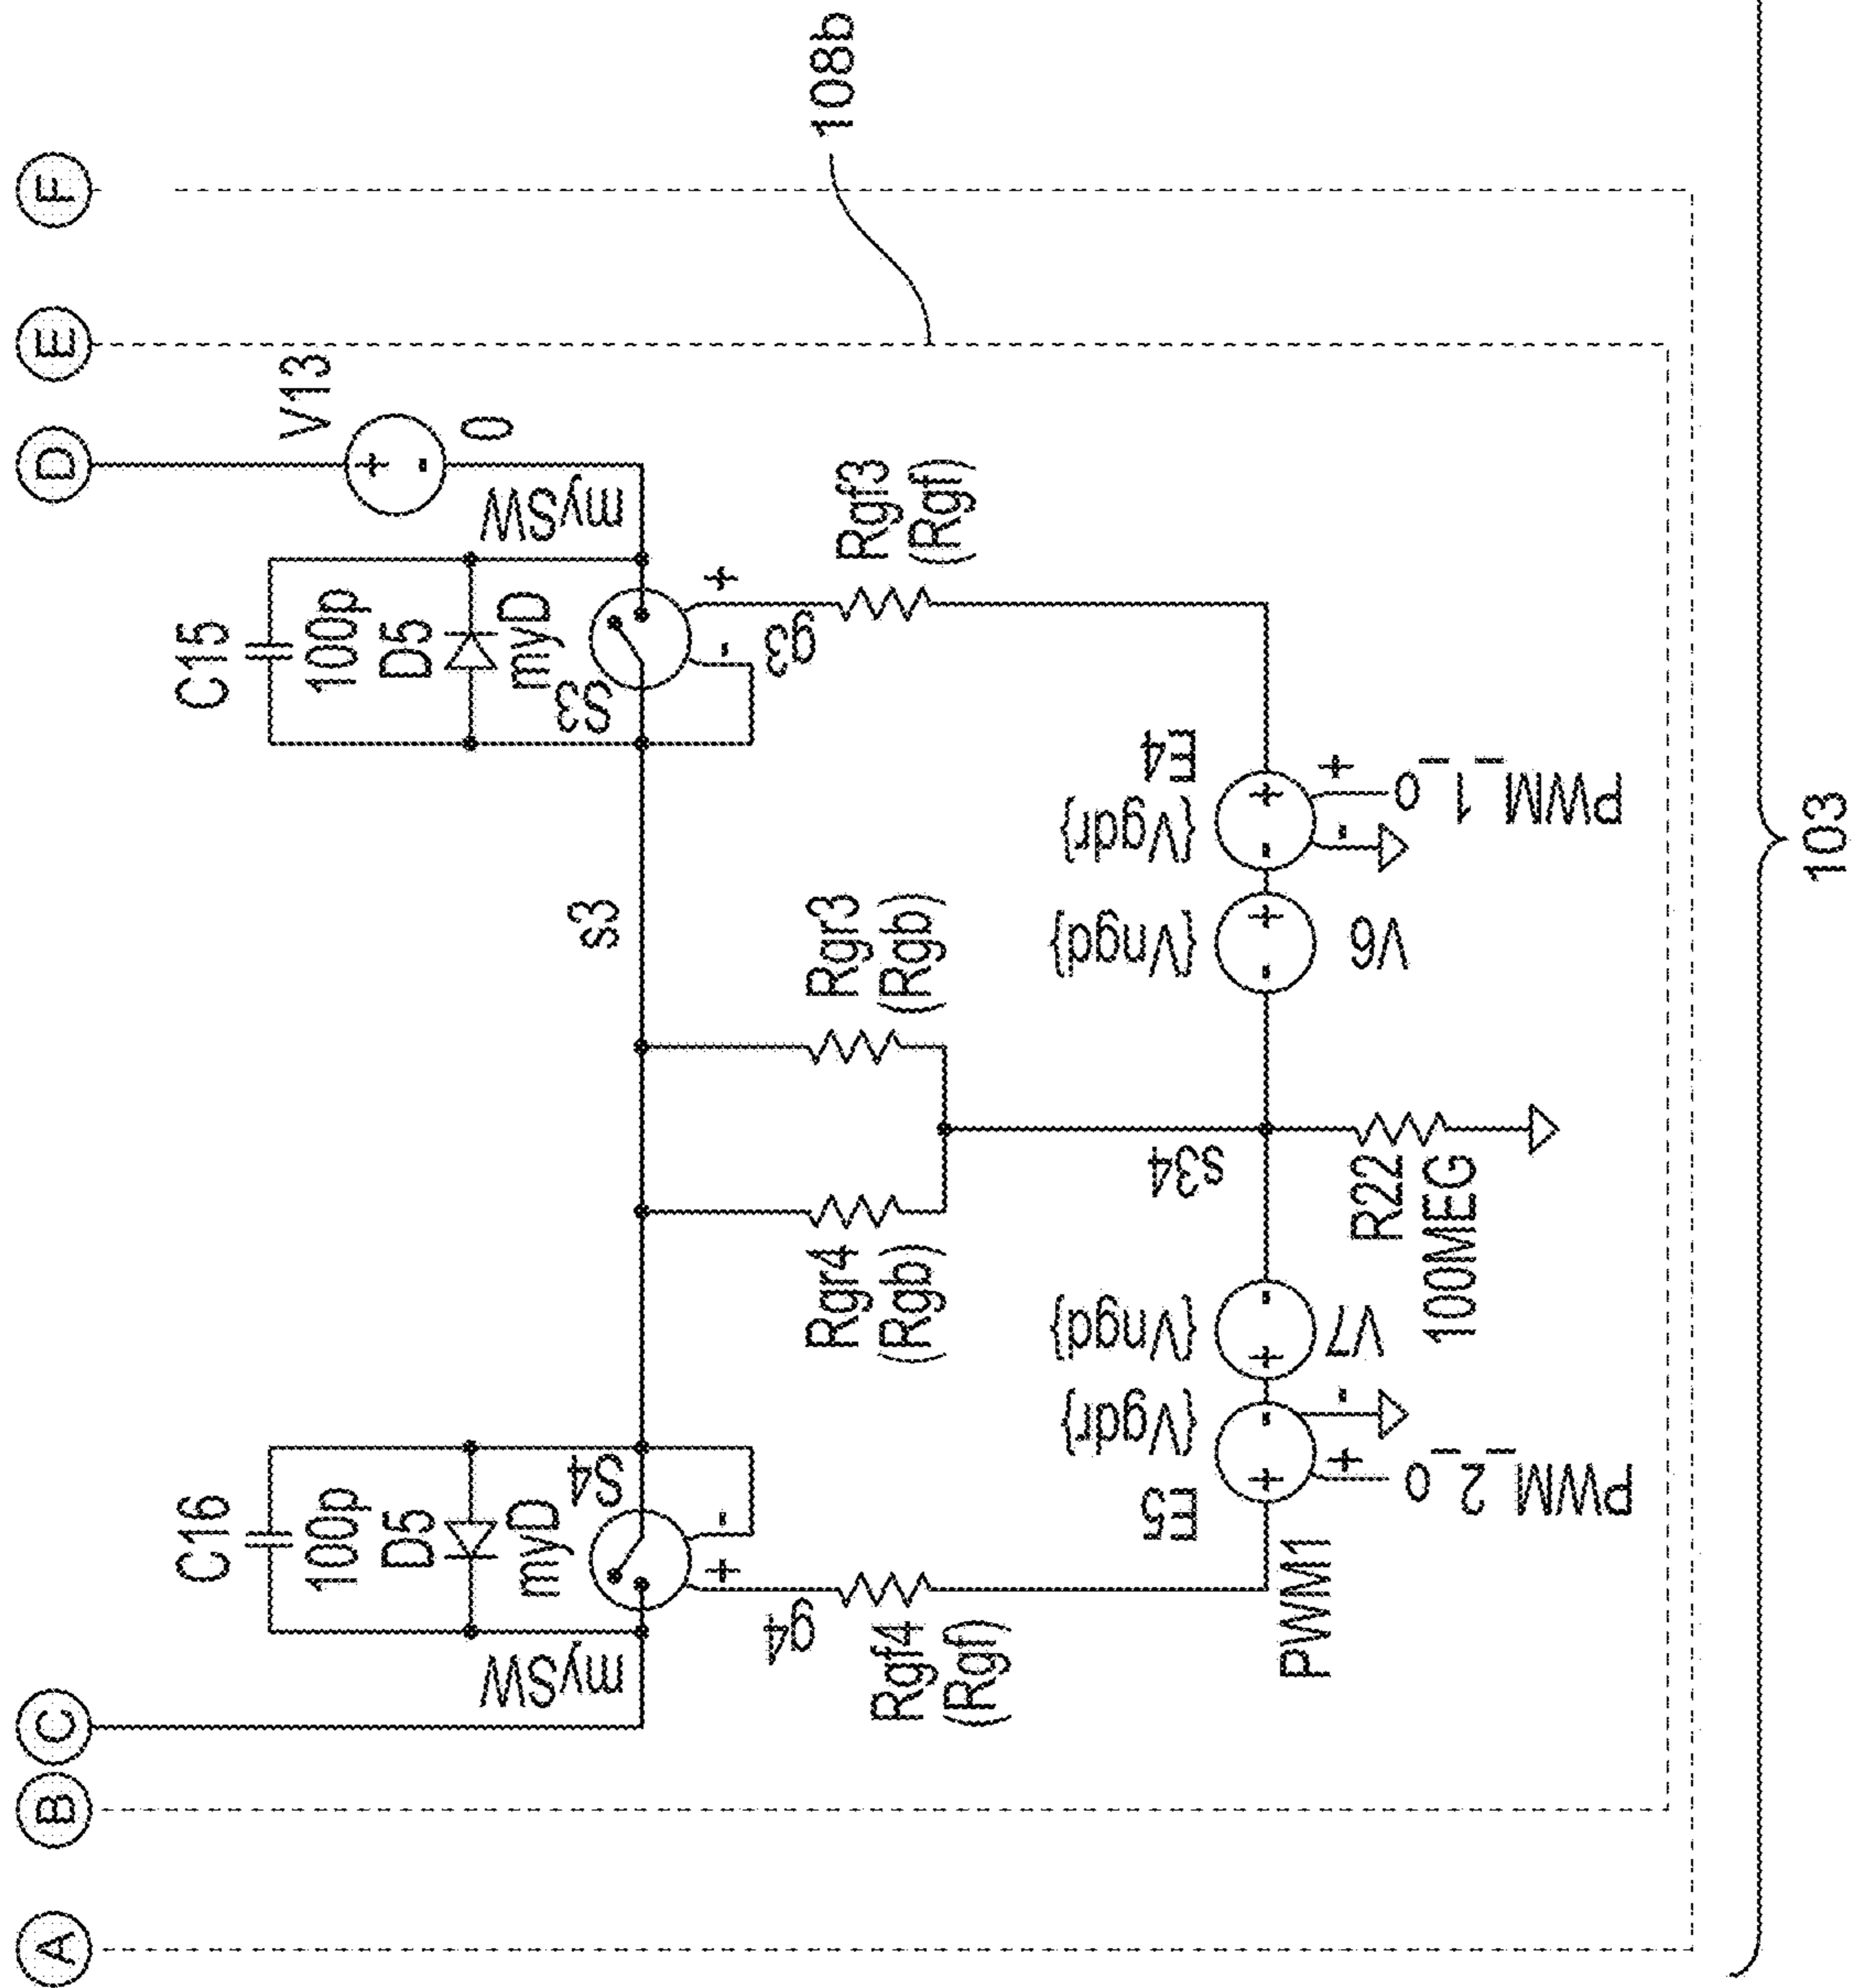 F
E
D
C
B
A
108b
V13
0
mySW
C15
100p
D5
myD
S3
g3
+
-
Rgf3
(Rgf)
s3
Rgr3
(Rgb)
Rgr4
(Rgb)
E4
{Vgdr}
PWM_1_0
{Vngd}
V6
s34
R22
100MEG
{Vngd}
V7
{Vgdr}
E5
PWM_2_0
PWM1
C16
100p
D5
myD
S4
mySW
g4
+
-
Rgf4
(Rgf)
103